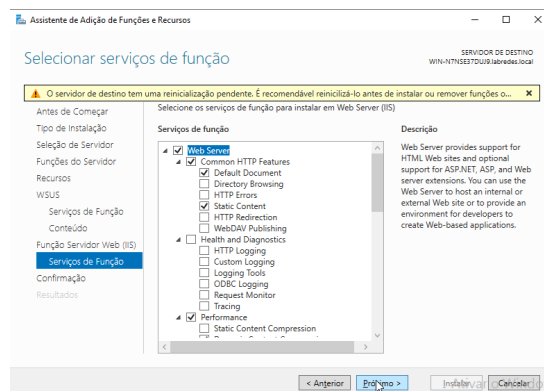 Assistente de Adição de Funções e Recursos
Selecionar serviços de função
SERVIDOR DE DESTINO
WIN-N7NSE37DUJ9.labredes.local
O servidor de destino tem uma reinicialização pendente. É recomendável reinicializá-lo antes de instalar ou remover funções o...
Antes de Começar
Tipo de Instalação
Seleção de Servidor
Funções do Servidor
Recursos
WSUS
Serviços de Função
Conteúdo
Função Servidor Web (IIS)
Serviços de Função
Confirmação
Resultados
Selecione os serviços de função para instalar em Web Server (IIS)
Serviços de função
Web Server
Common HTTP Features
Default Document
Directory Browsing
HTTP Errors
Static Content
HTTP Redirection
WebDAV Publishing
Health and Diagnostics
HTTP Logging
Custom Logging
Logging Tools
ODBC Logging
Request Monitor
Tracing
Performance
Static Content Compression
Descrição
Web Server provides support for
HTML Web sites and optional
support for ASP.NET, ASP, and Web
server extensions. You can use the
Web Server to host an internal or
external Web site or to provide an
environment for developers to
create Web-based applications.
< Anterior
Próximo >
Instalar
Cancelar